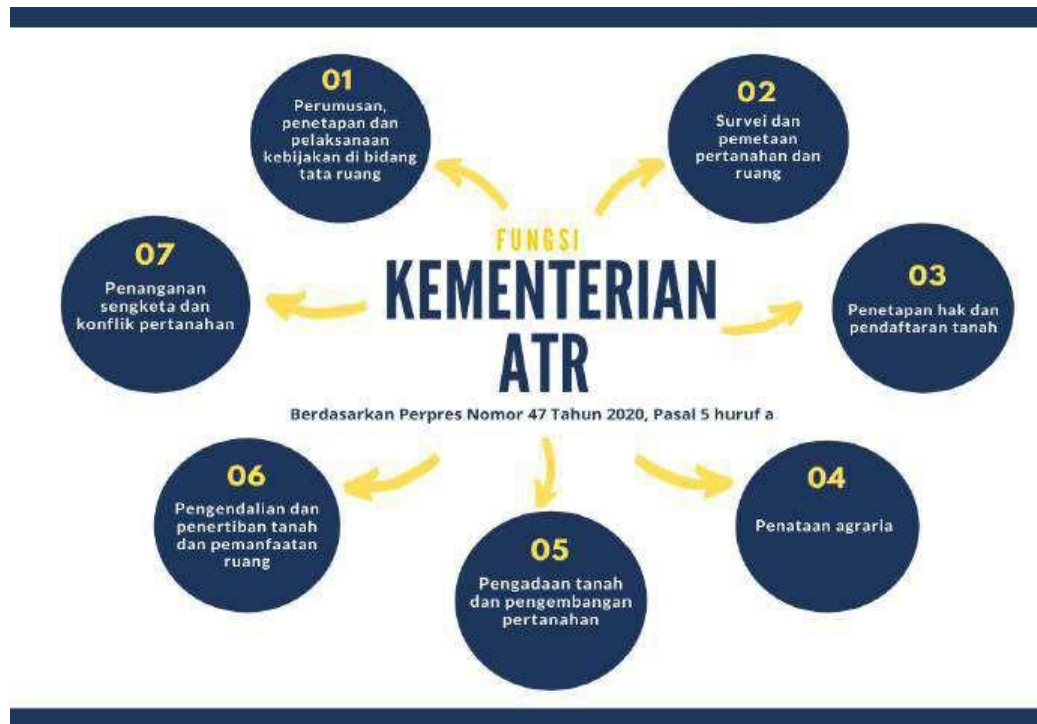 FUNGSI
KEMENTERIAN
ATR
Berdasarkan Perpres Nomor 47 Tahun 2020, Pasal 5 huruf a
01
Perumusan,
penetapan dan
pelaksanaan
kebijakan di bidang
tata ruang
02
Survei dan
pemetaan
pertanahan dan
ruang
03
Penetapan hak dan
pendaftaran tanah
04
Penataan agraria
05
Pengadaan tanah
dan pengembangan
pertanahan
06
Pengendalian dan
penertiban tanah
dan pemanfaatan
ruang
07
Penanganan
sengketa dan
konflik pertanahan